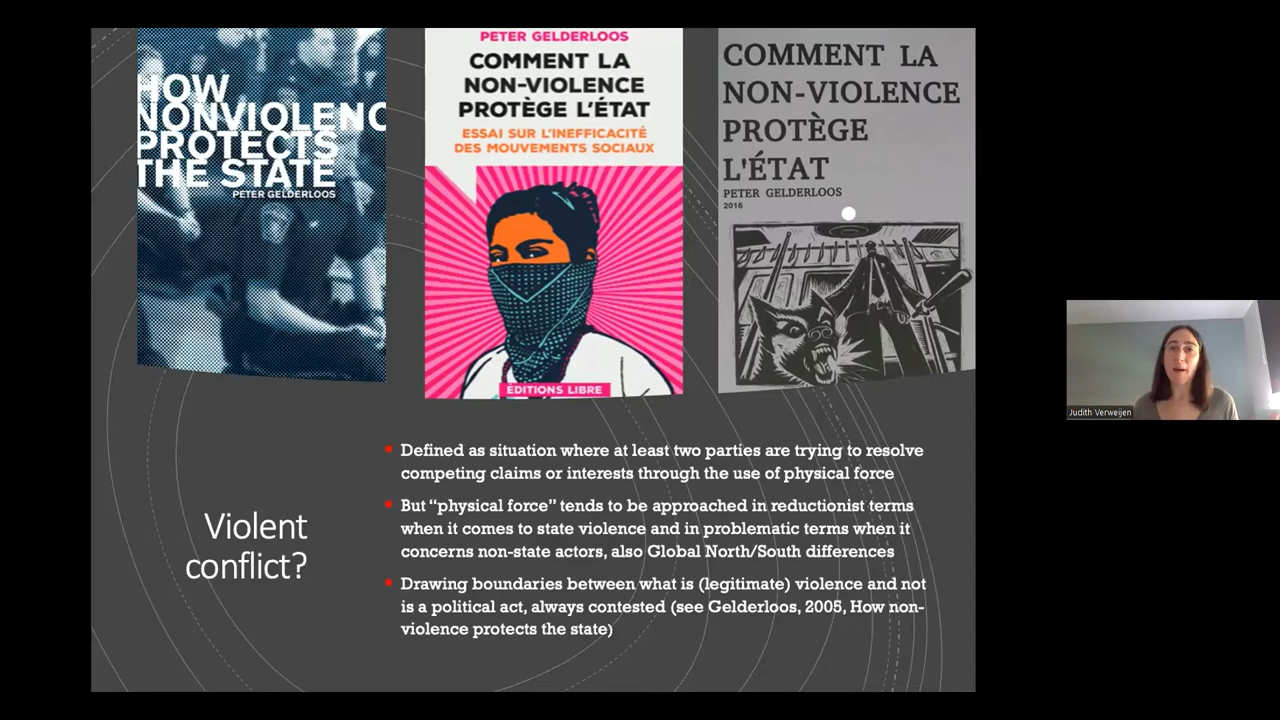 HOW
NONVIOLENC
PROTECTS
THE STATE
PETER GELDERLOOS
PETER GELDERLOOS
COMMENT LA
NON-VIOLENCE
PROTÈGE L'ÉTAT
ESSAI SUR L'INEFFICACITÉ
DES MOUVEMENTS SOCIAUX
ÉDITIONS LIBRE
COMMENT LA
NON-VIOLENCE
PROTÈGE
L'ÉTAT
PETER GELDERLOOS
2016
Violent
conflict?
Defined as situation where at least two parties are trying to resolve
competing claims or interests through the use of physical force
But “physical force” tends to be approached in reductionist terms
when it comes to state violence and in problematic terms when it
concerns non-state actors, also Global North/South differences
Drawing boundaries between what is (legitimate) violence and not
is a political act, always contested (see Gelderloos, 2005, How non-
violence protects the state)
Judith Verweijen